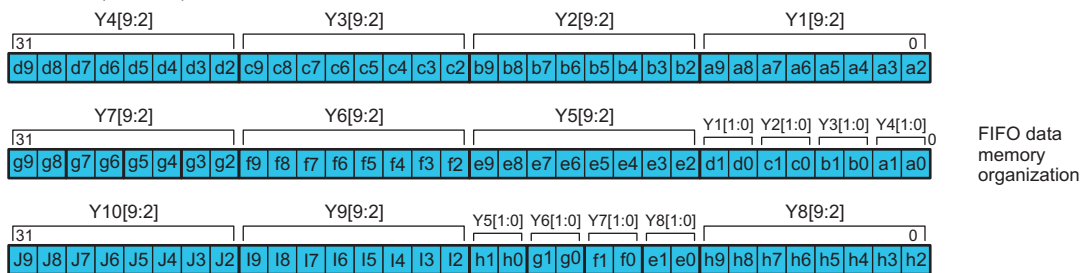 Y4[9:2] Y3[9:2] Y2[9:2] Y1[9:2]
31 0
d9 d8 d7 d6 d5 d4 d3 d2 c9 c8 c7 c6 c5 c4 c3 c2 b9 b8 b7 b6 b5 b4 b3 b2 a9 a8 a7 a6 a5 a4 a3 a2
Y7[9:2] Y6[9:2] Y5[9:2] Y1[1:0] Y2[1:0] Y3[1:0] Y4[1:0]
31 0
g9 g8 g7 g6 g5 g4 g3 g2 f9 f8 f7 f6 f5 f4 f3 f2 e9 e8 e7 e6 e5 e4 e3 e2 d1 d0 c1 c0 b1 b0 a1 a0
FIFO data
memory
organization
Y10[9:2] Y9[9:2] Y5[1:0] Y6[1:0] Y7[1:0] Y8[1:0] Y8[9:2]
31 0
J9 J8 J7 J6 J5 J4 J3 J2 I9 I8 I7 I6 I5 I4 I3 I2 h1 h0 g1 g0 f1 f0 e1 e0 h9 h8 h7 h6 h5 h4 h3 h2